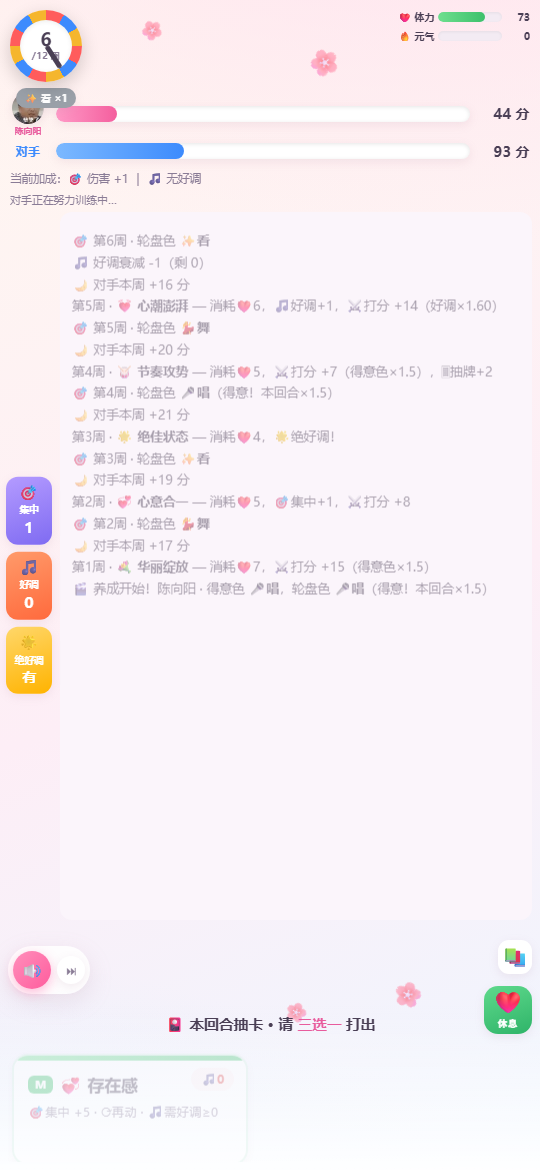 6
/12周
体力 73
元气 0
看 ×1
陈向阳
44 分
对手
93 分
当前加成: 伤害 +1 | 无好调
对手正在努力训练中...
第6周 · 轮盘色 看
好调衰减 -1（剩 0）
对手本周 +16 分
第5周 · 心潮澎湃 — 消耗 6, 好调+1, 打分 +14（好调×1.60）
第5周 · 轮盘色 舞
对手本周 +20 分
第4周 · 节奏攻势 — 消耗 5, 打分 +7（得意色×1.5）, 抽牌+2
第4周 · 轮盘色 唱（得意！本回合×1.5）
对手本周 +21 分
第3周 · 绝佳状态 — 消耗 4, 绝好调!
第3周 · 轮盘色 看
对手本周 +19 分
第2周 · 心意合一 — 消耗 5, 集中+1, 打分 +8
第2周 · 轮盘色 舞
对手本周 +17 分
第1周 · 华丽绽放 — 消耗 7, 打分 +15（得意色×1.5）
养成开始！陈向阳 · 得意色 唱，轮盘色 唱（得意！本回合×1.5）
集中
1
好调
0
绝好调
有
休息
本回合抽卡 · 请 三选一 打出
M 存在感 0
集中 +5 · 再动 · 需好调≥0